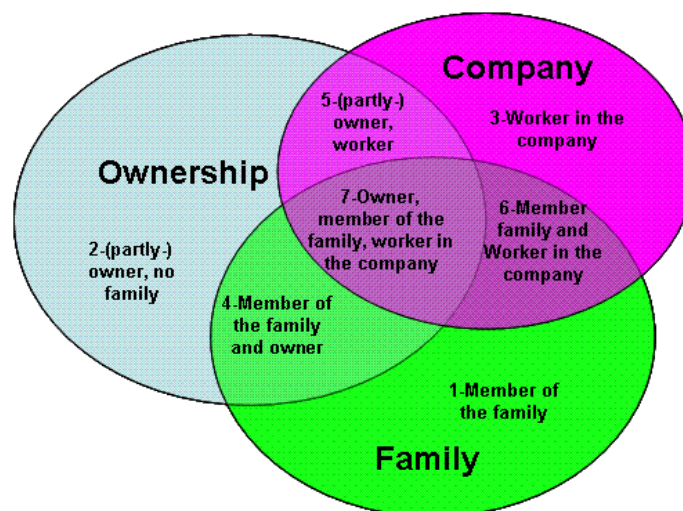 Company
5-(partly-)
owner,
worker
3-Worker in the
company
Ownership
7-Owner,
member of the
family, worker in
the company
6-Member
family and
Worker in the
company
2-(partly-)
owner, no
family
4-Member of
the family
and owner
1-Member of
the family
Family